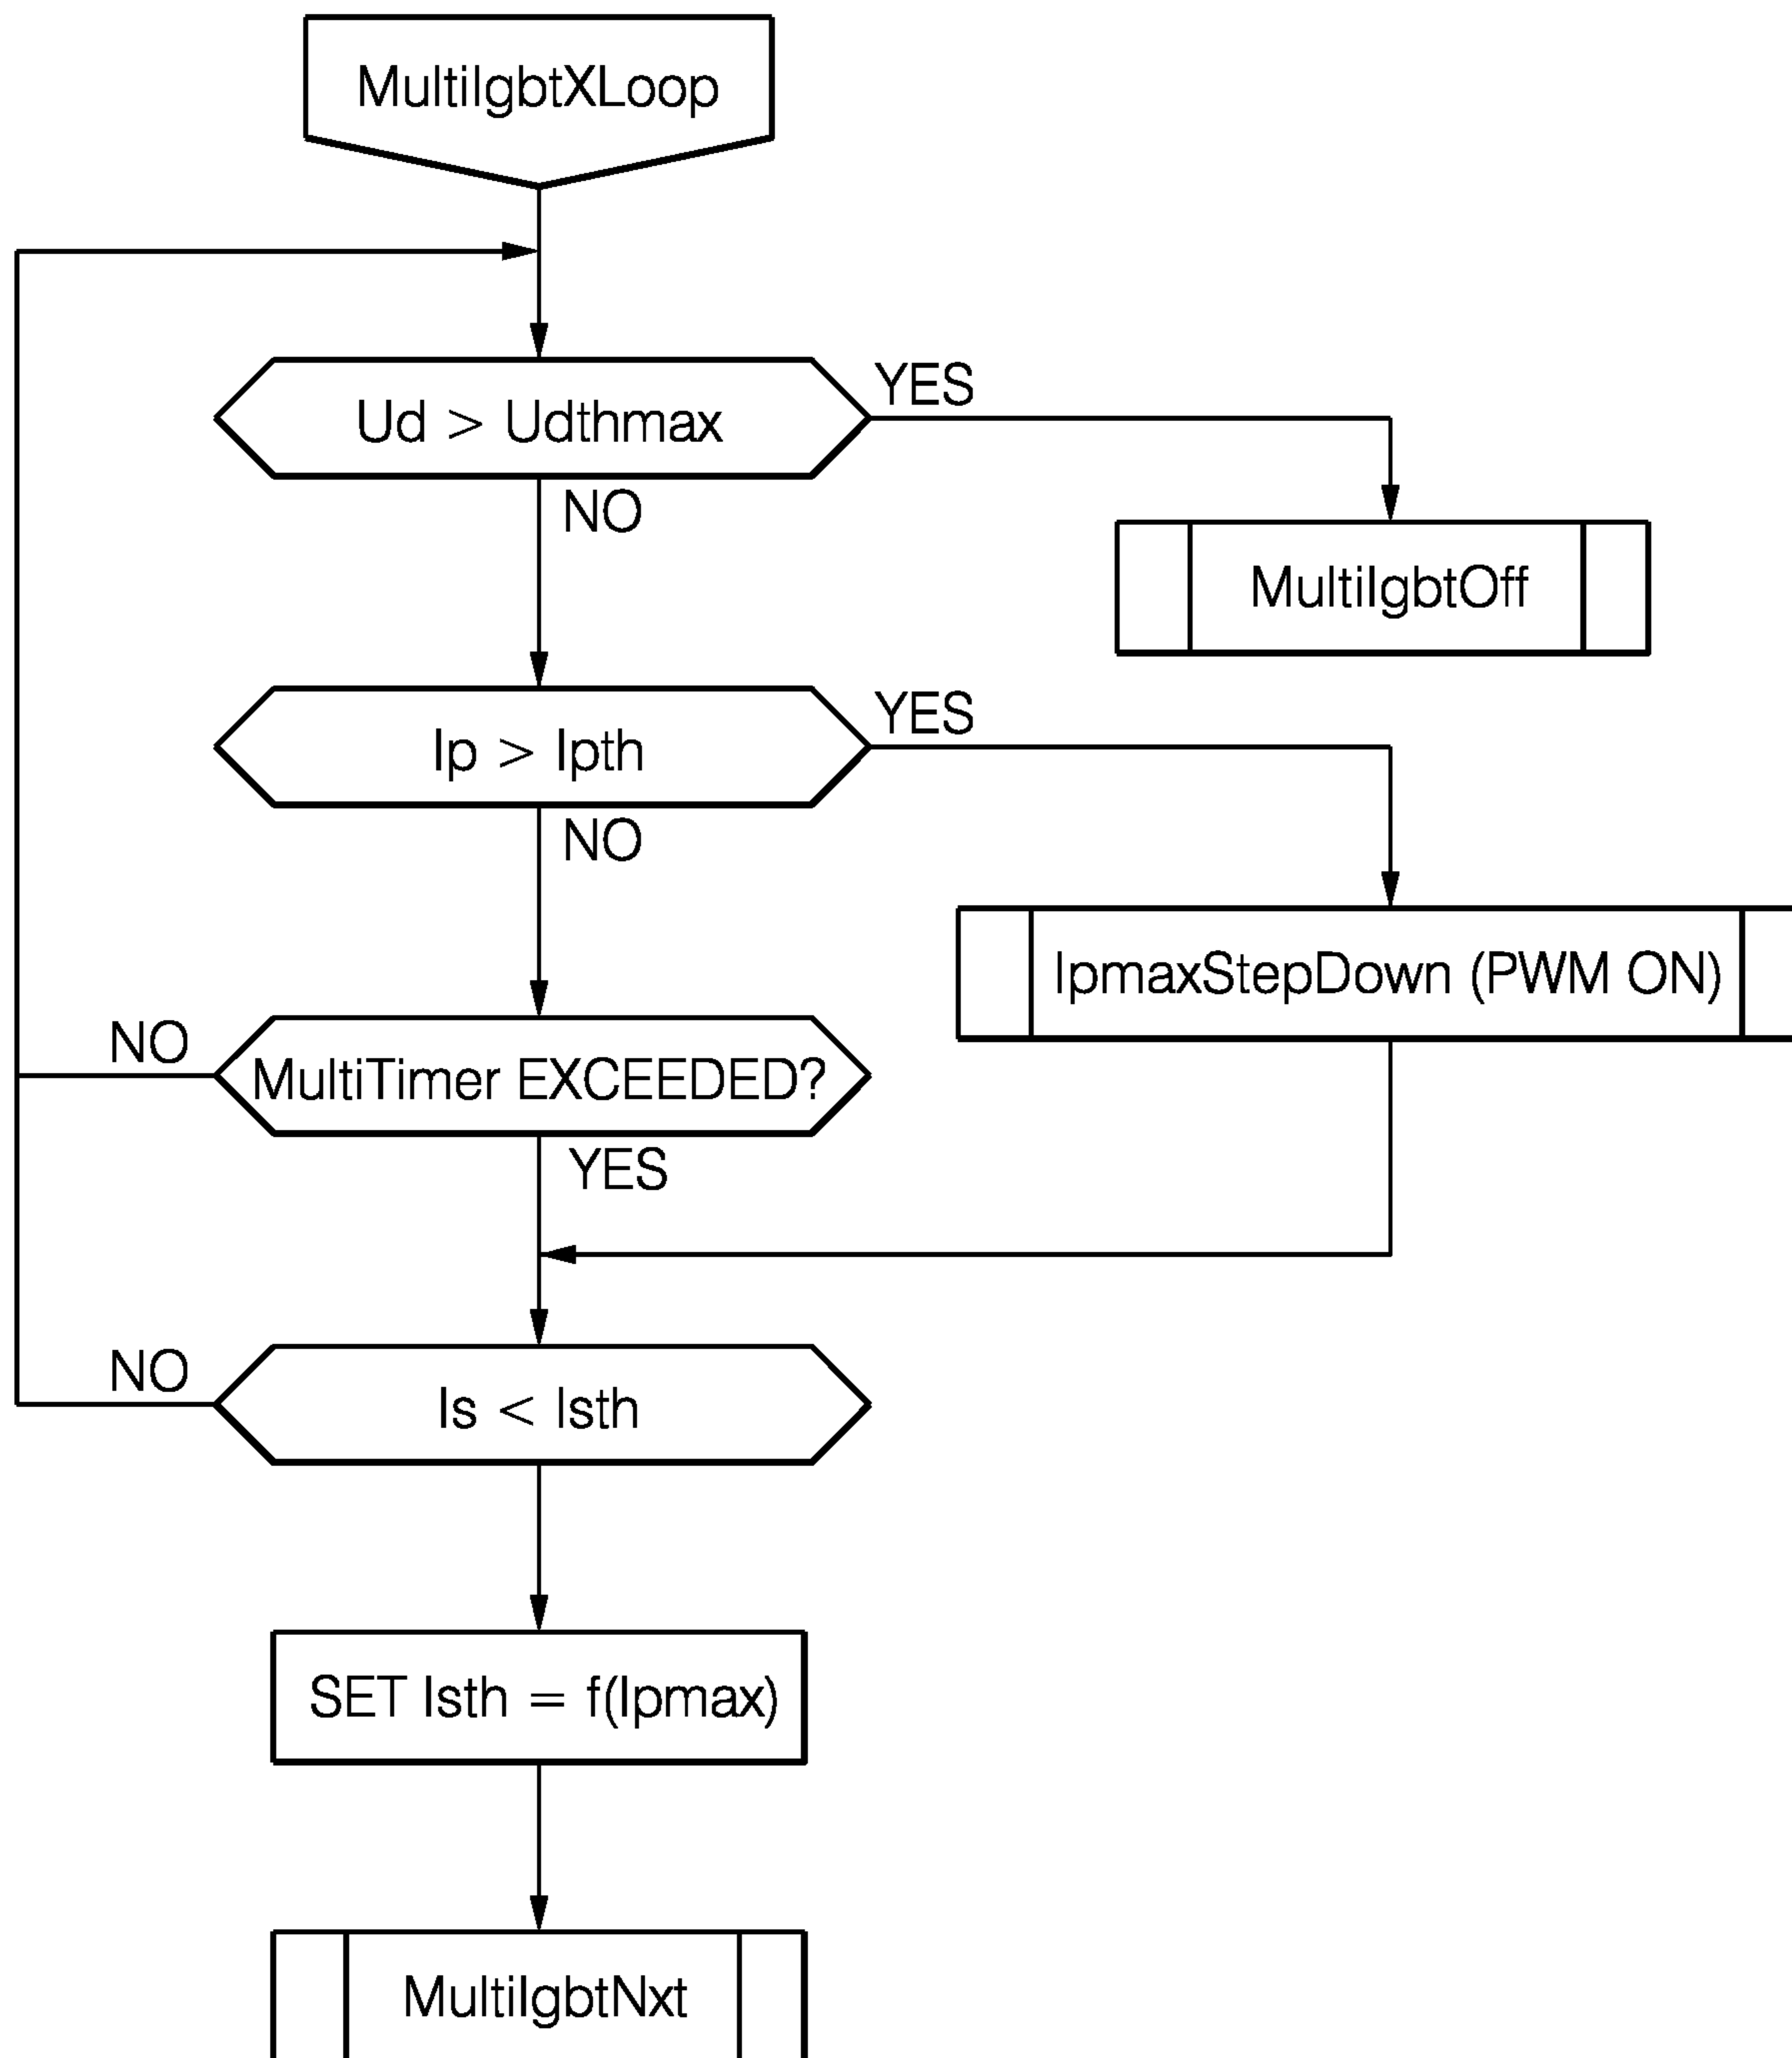 MultiIgbtXLoop
Ud > Udthmax
YES
NO
MultiIgbtOff
Ip > Ipth
YES
NO
IpmaxStepDown (PWM ON)
NO
MultiTimer EXCEEDED?
YES
NO
Is < Isth
SET Isth = f(Ipmax)
MultiIgbtNxt